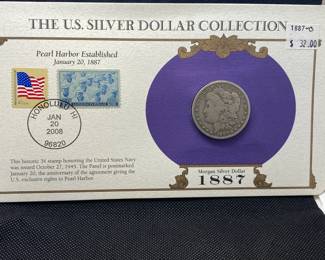 THE U.S. SILVER DOLLAR COLLECTION
1887-O
$ 32.00
Pearl Harbor Established
January 20, 1887
HONOLULU HI
JAN
20
2008
96820
This historic 3¢ stamp honoring the United States Navy
was issued October 27, 1945. The Panel is postmarked
January 20, the anniversary of the agreement giving the
U.S. exclusive rights to Pearl Harbor.
Morgan Silver Dollar
1887